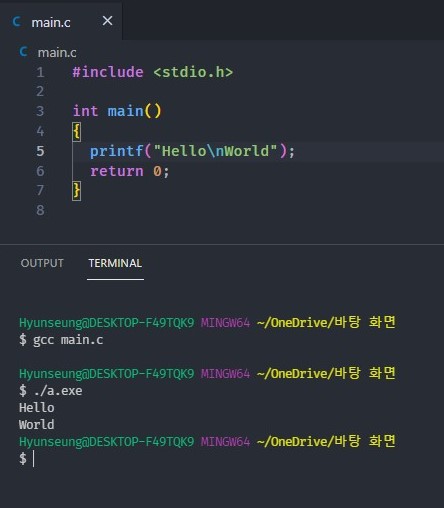 C main.c ×
C main.c
1 #include <stdio.h>
2
3 int main()
4 {
5 printf("Hello\nWorld");
6 return 0;
7 }
8
OUTPUT TERMINAL
Hyunseung@DESKTOP-F49TQK9 MINGW64 ~/OneDrive/바탕 화면
$ gcc main.c
Hyunseung@DESKTOP-F49TQK9 MINGW64 ~/OneDrive/바탕 화면
$ ./a.exe
Hello
World
Hyunseung@DESKTOP-F49TQK9 MINGW64 ~/OneDrive/바탕 화면
$